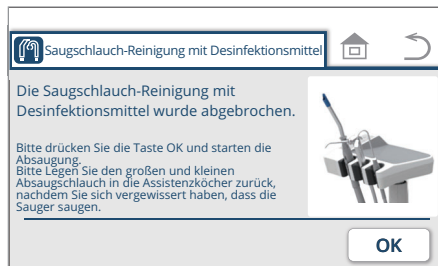 Saugschlauch-Reinigung mit Desinfektionsmittel
Die Saugschlauch-Reinigung mit
Desinfektionsmittel wurde abgebrochen.
Bitte drücken Sie die Taste OK und starten die
Absaugung.
Bitte Legen Sie den großen und kleinen
Absaugschlauch in die Assistenzköcher zurück,
nachdem Sie sich vergewissert haben, dass die
Sauger saugen.
OK